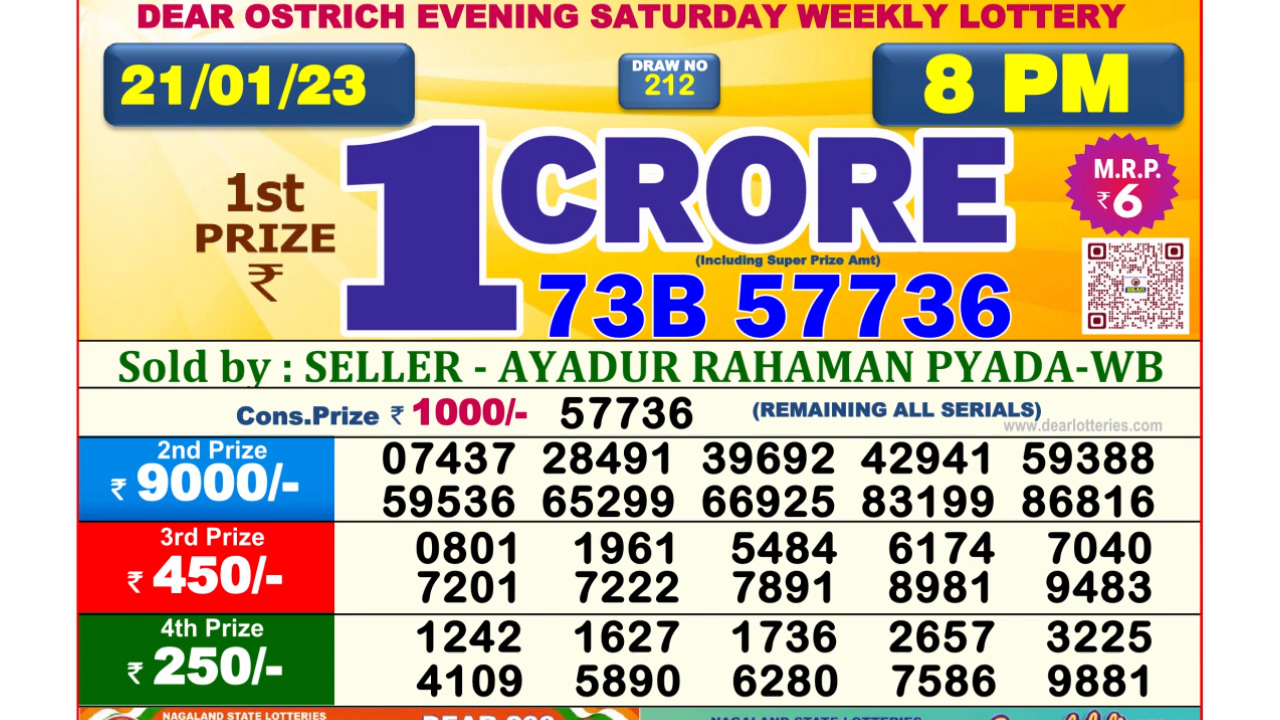 DEAR OSTRICH EVENING SATURDAY WEEKLY LOTTERY
21/01/23
DRAW NO
212
8 PM
1st
PRIZE
₹
1 CRORE
(Including Super Prize Amt)
M.R.P.
₹ 6
73B 57736
Sold by : SELLER - AYADUR RAHAMAN PYADA-WB
Cons.Prize ₹ 1000/- 57736 (REMAINING ALL SERIALS)
www.dearlotteries.com
2nd Prize
₹ 9000/-
07437 28491 39692 42941 59388
59536 65299 66925 83199 86816
3rd Prize
₹ 450/-
0801 1961 5484 6174 7040
7201 7222 7891 8981 9483
4th Prize
₹ 250/-
1242 1627 1736 2657 3225
4109 5890 6280 7586 9881
NAGALAND STATE LOTTERIES
NAGALAND STATE LOTTERIES